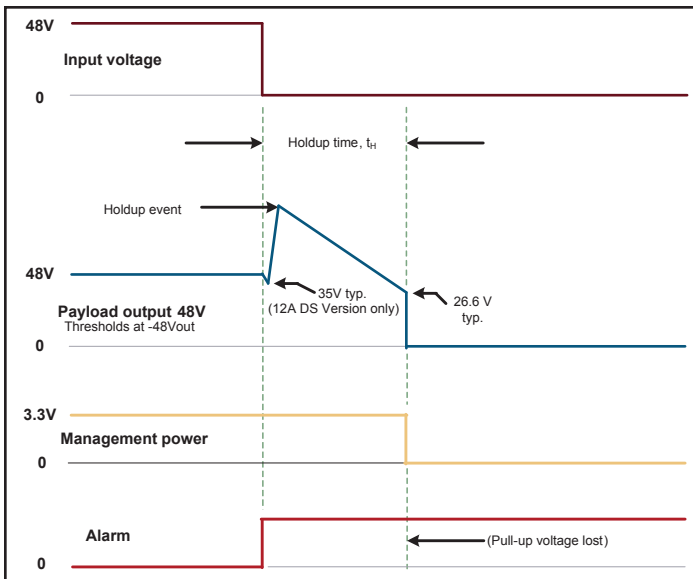 48V
Input voltage
0
Holdup time, tH
Holdup event
48V
35V typ.
(12A DS Version only)
26.6 V
typ.
Payload output 48V
Thresholds at -48Vout
0
3.3V
Management power
0
Alarm
(Pull-up voltage lost)
0